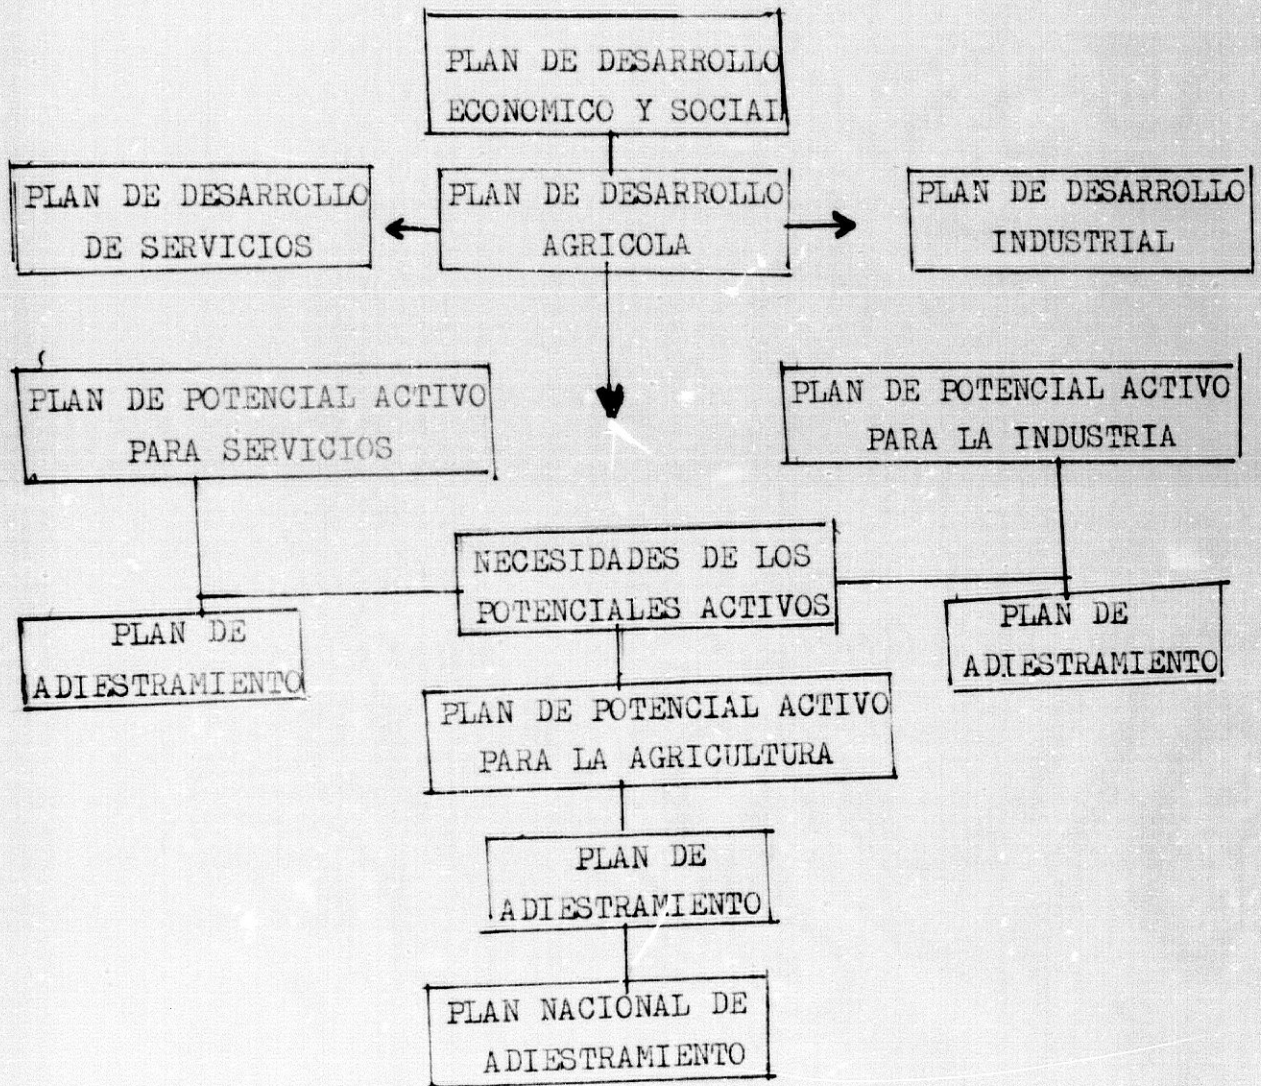 PLAN DE DESARROLLO
ECONOMICO Y SOCIAL
PLAN DE DESARROLLO
DE SERVICIOS
PLAN DE DESARROLLO
AGRICOLA
PLAN DE DESARROLLO
INDUSTRIAL
PLAN DE POTENCIAL ACTIVO
PARA SERVICIOS
PLAN DE POTENCIAL ACTIVO
PARA LA INDUSTRIA
NECESIDADES DE LOS
POTENCIALES ACTIVOS
PLAN DE
ADIESTRAMIENTO
PLAN DE
ADIESTRAMIENTO
PLAN DE POTENCIAL ACTIVO
PARA LA AGRICULTURA
PLAN DE
ADIESTRAMIENTO
PLAN NACIONAL DE
ADIESTRAMIENTO